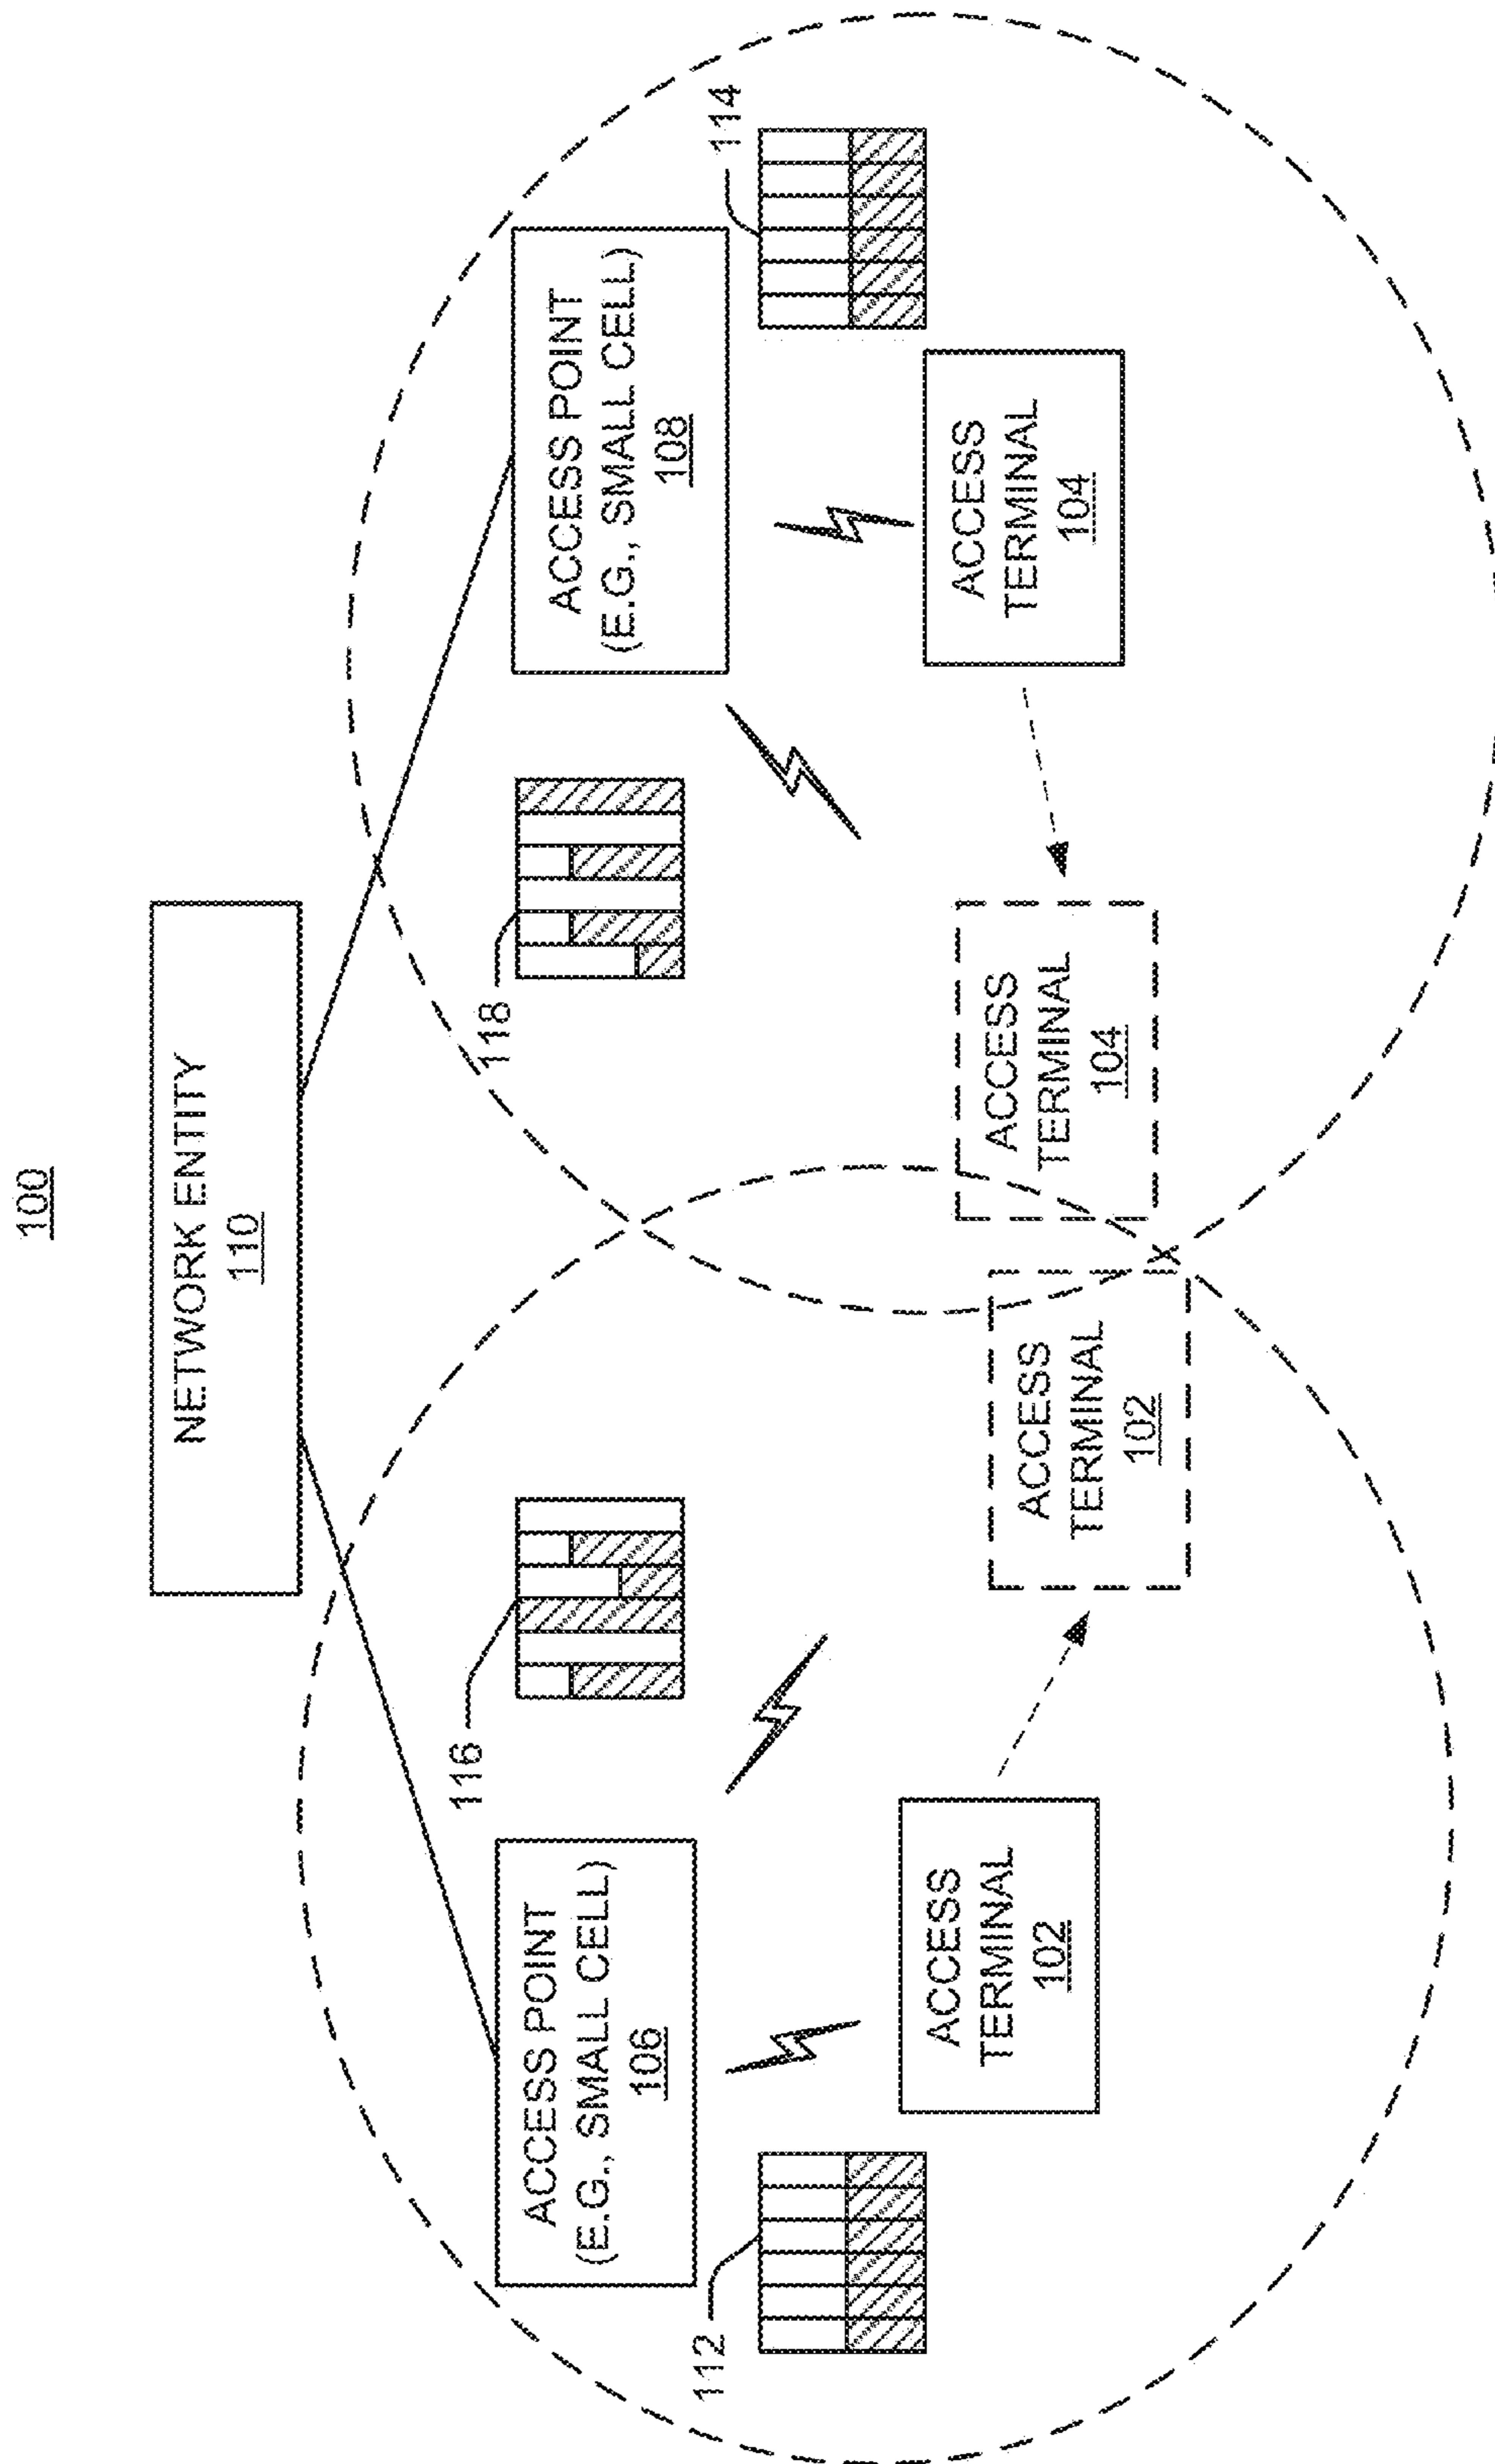 100
NETWORK ENTITY
110
ACCESS POINT
(E.G., SMALL CELL)
106
116
118
ACCESS POINT
(E.G., SMALL CELL)
108
112
114
ACCESS
TERMINAL
102
ACCESS
TERMINAL
102
ACCESS
TERMINAL
104
ACCESS
TERMINAL
104